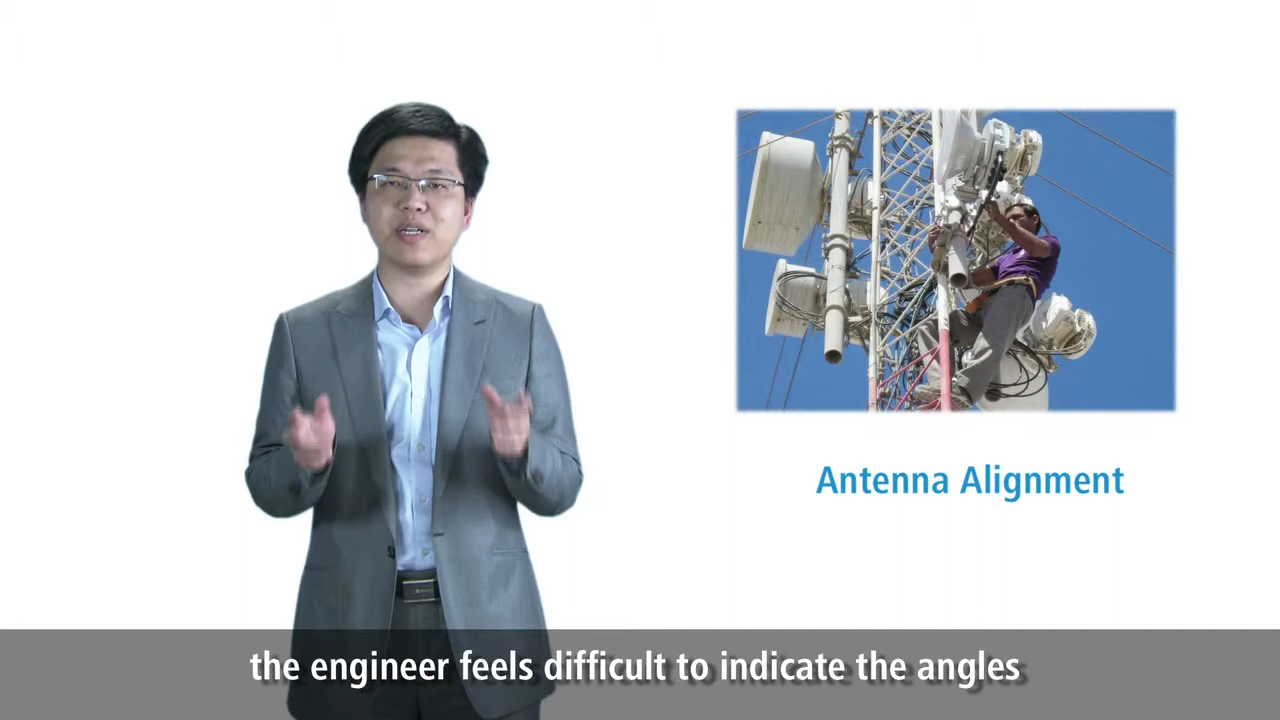 Antenna Alignment
the engineer feels difficult to indicate the angles